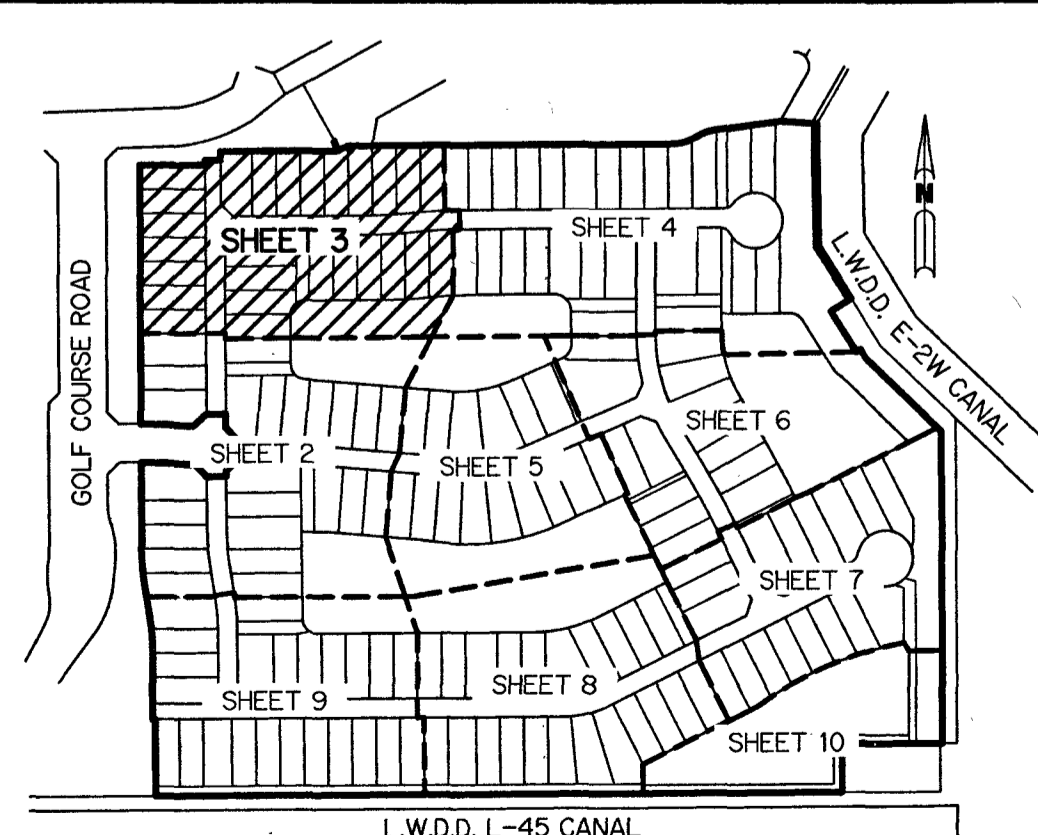 N
SHEET 3
SHEET 4
L.W.D.D. E-2W CANAL
GOLF COURSE ROAD
SHEET 2
SHEET 5
SHEET 6
SHEET 7
SHEET 9
SHEET 8
SHEET 10
L.W.D.D. L-45 CANAL